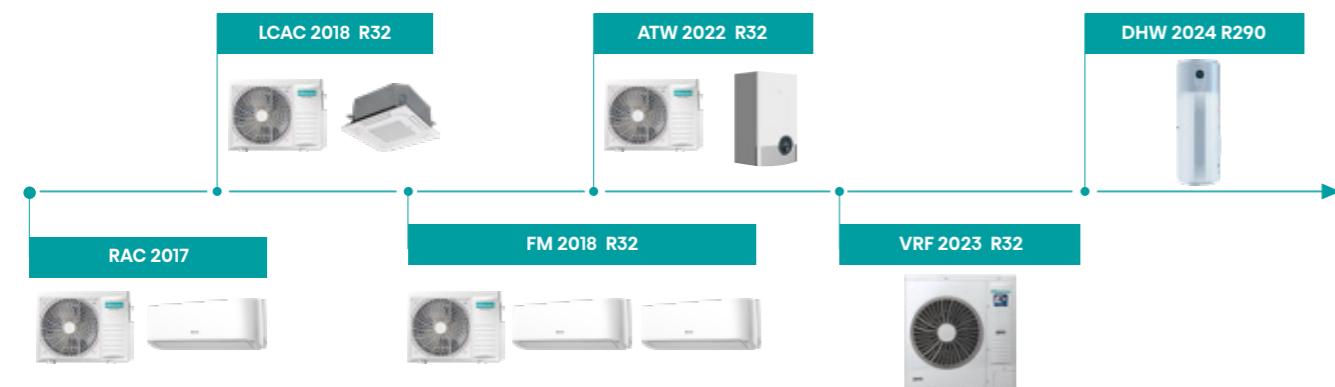 LCAC 2018 R32
ATW 2022 R32
DHW 2024 R290
RAC 2017
FM 2018 R32
VRF 2023 R32